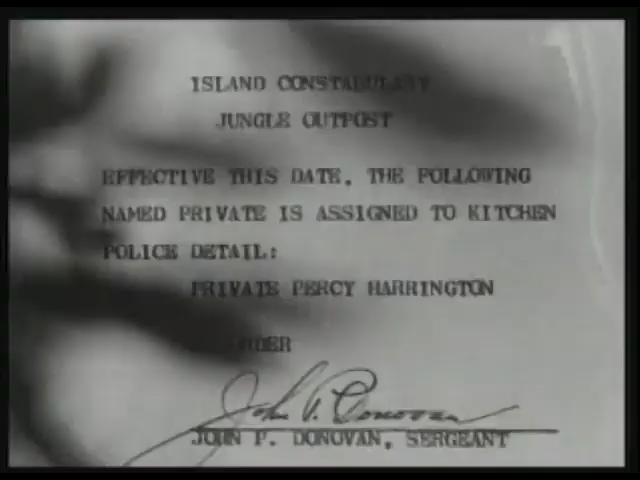 ISLAND CONSTABULARY
JUNGLE OUTPOST
EFFECTIVE THIS DATE, THE FOLLOWING
NAMED PRIVATE IS ASSIGNED TO KITCHEN
POLICE DETAIL:
PRIVATE PERCY HARRINGTON
John P. Donovan
JOHN P. DONOVAN, SERGEANT